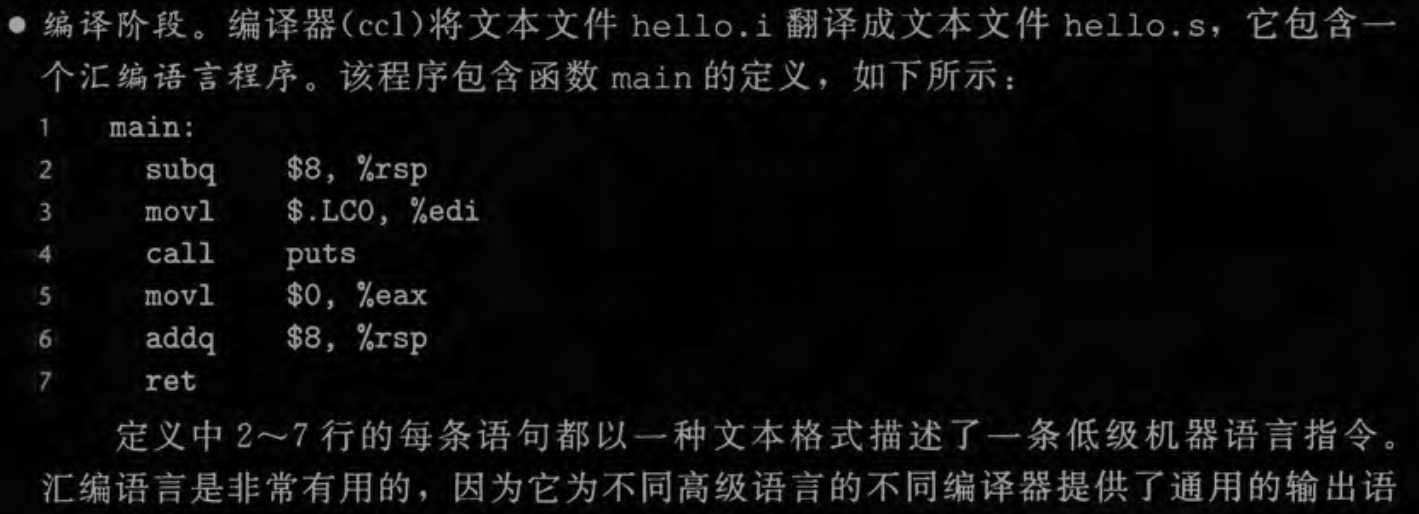 ● 编译阶段。编译器(cc1)将文本文件 hello.i 翻译成文本文件 hello.s，它包含一
个汇编语言程序。该程序包含函数 main 的定义，如下所示：
1 main:
2 subq $8, %rsp
3 movl $.LC0, %edi
4 call puts
5 movl $0, %eax
6 addq $8, %rsp
7 ret
定义中 2～7 行的每条语句都以一种文本格式描述了一条低级机器语言指令。
汇编语言是非常有用的，因为它为不同高级语言的不同编译器提供了通用的输出语